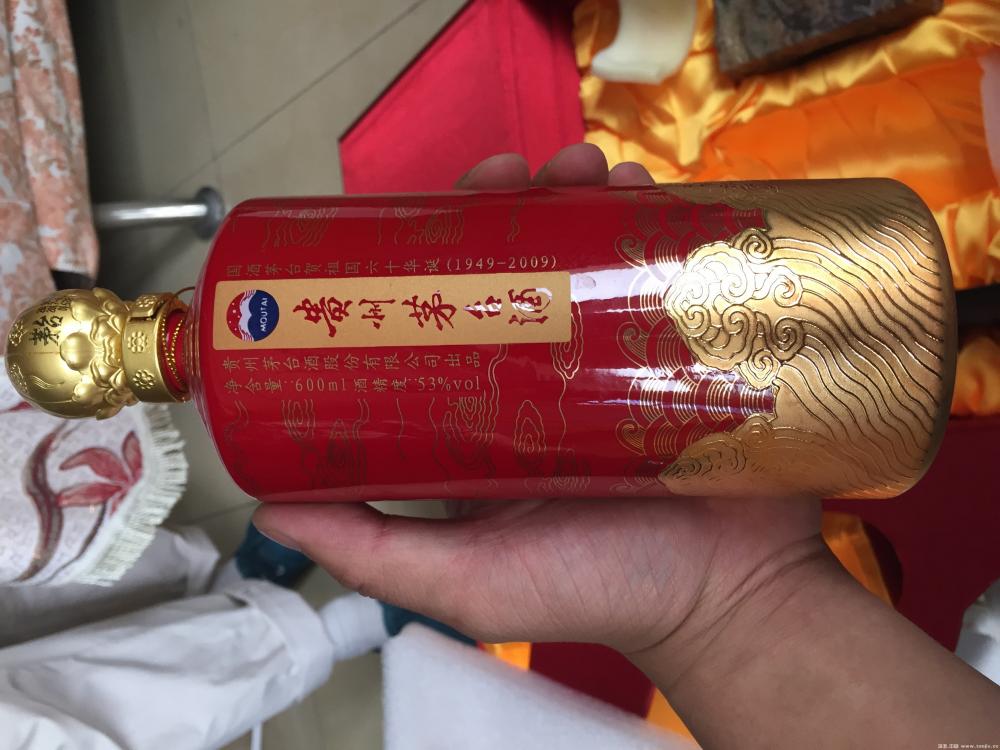 国酒茅台贺祖国六十华诞(1949-2009)
MOUTAI
贵州茅台酒
贵州茅台酒股份有限公司出品
净含量:600ml 酒精度:53%vol
茅台